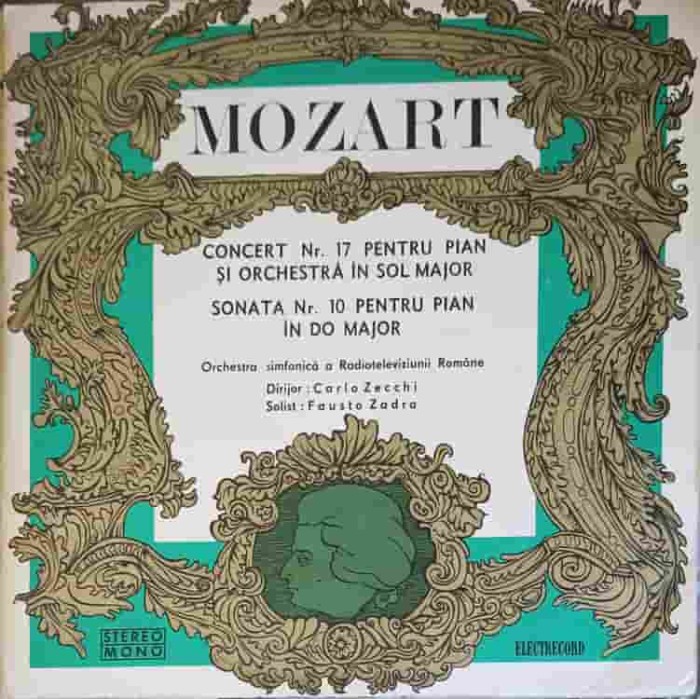 MOZART
CONCERT Nr. 17 PENTRU PIAN
ȘI ORCHESTRĂ ÎN SOL MAJOR
SONATA Nr. 10 PENTRU PIAN
ÎN DO MAJOR
Orchestra simfonică a Radioteleviziunii Române
Dirijor: Carlo Zecchi
Solist: Fausto Zadra
STEREO
MONO
ELECTRECORD